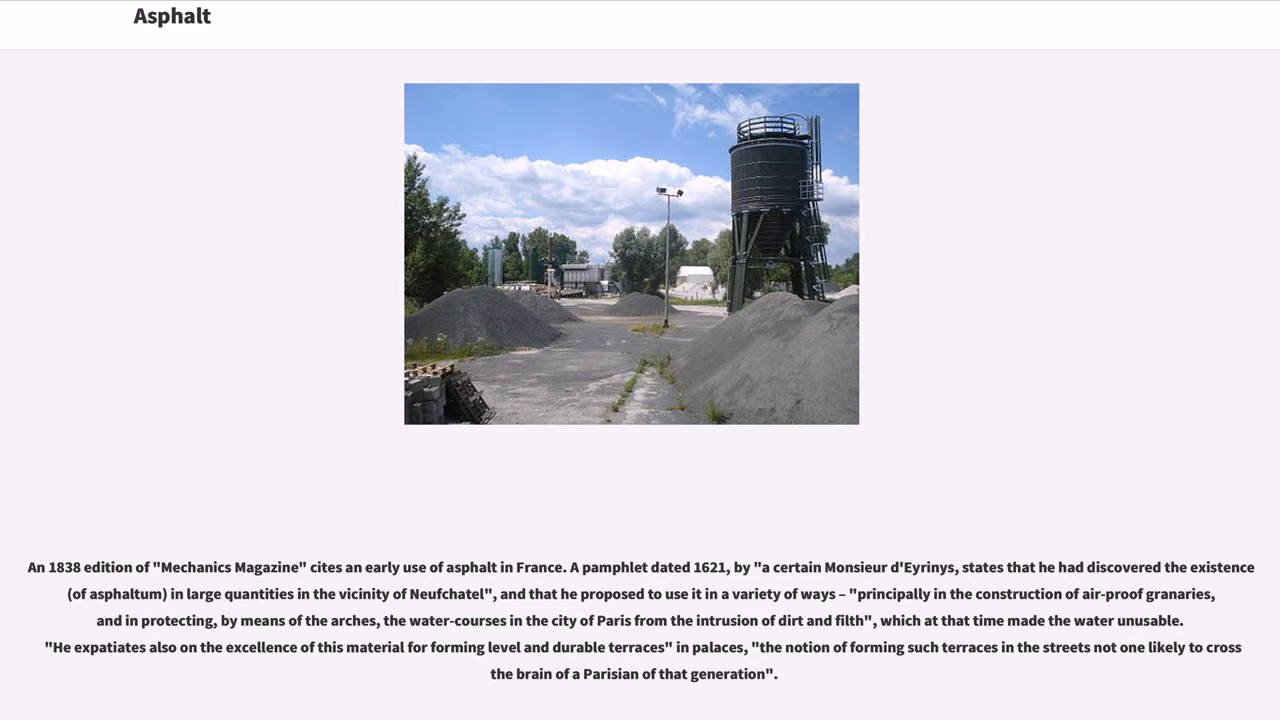 Asphalt
An 1838 edition of "Mechanics Magazine" cites an early use of asphalt in France. A pamphlet dated 1621, by "a certain Monsieur d'Eyrinys, states that he had discovered the existence
(of asphaltum) in large quantities in the vicinity of Neufchatel", and that he proposed to use it in a variety of ways – "principally in the construction of air-proof granaries,
and in protecting, by means of the arches, the water-courses in the city of Paris from the intrusion of dirt and filth", which at that time made the water unusable.
"He expatiates also on the excellence of this material for forming level and durable terraces" in palaces, "the notion of forming such terraces in the streets not one likely to cross
the brain of a Parisian of that generation".